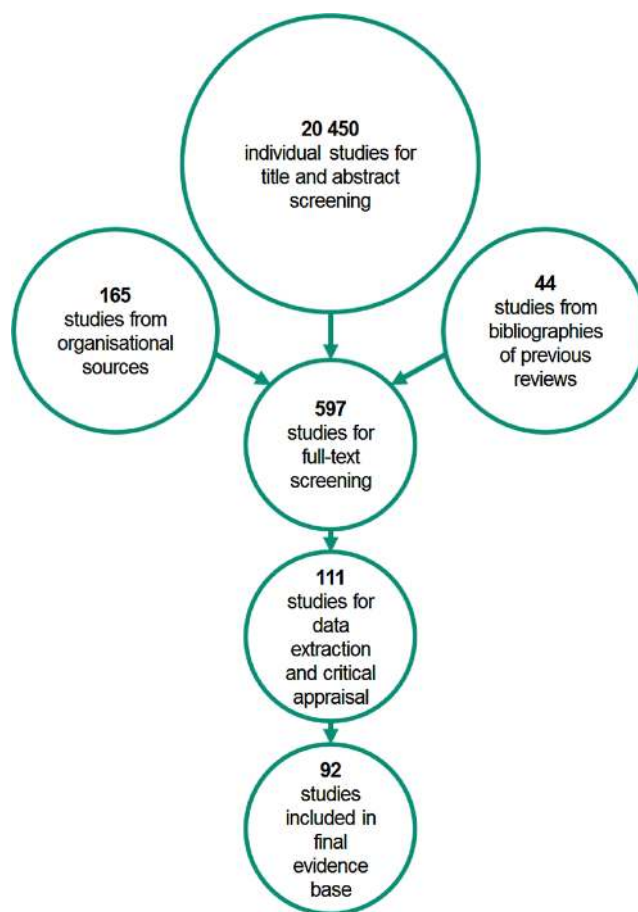 20 450
individual studies for
title and abstract
screening
165
studies from
organisational
sources
44
studies from
bibliographies
of previous
reviews
597
studies for
full-text
screening
111
studies for
data
extraction
and critical
appraisal
92
studies
included in
final
evidence
base